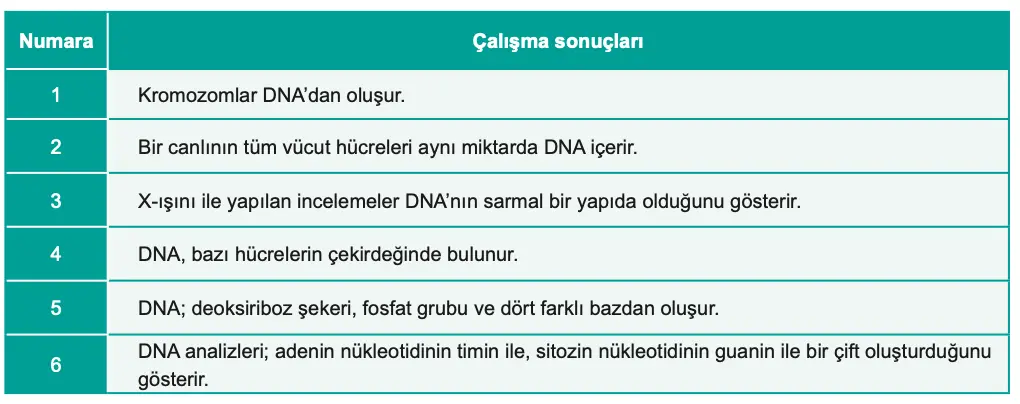 Numara Çalışma sonuçları
1 Kromozomlar DNA’dan oluşur.
2 Bir canlının tüm vücut hücreleri aynı miktarda DNA içerir.
3 X-ışını ile yapılan incelemeler DNA’nın sarmal bir yapıda olduğunu gösterir.
4 DNA, bazı hücrelerin çekirdeğinde bulunur.
5 DNA; deoksiriboz şekeri, fosfat grubu ve dört farklı bazdan oluşur.
6 DNA analizleri; adenin nükleotidinin timin ile, sitozin nükleotidinin guanin ile bir çift oluşturduğunu
gösterir.